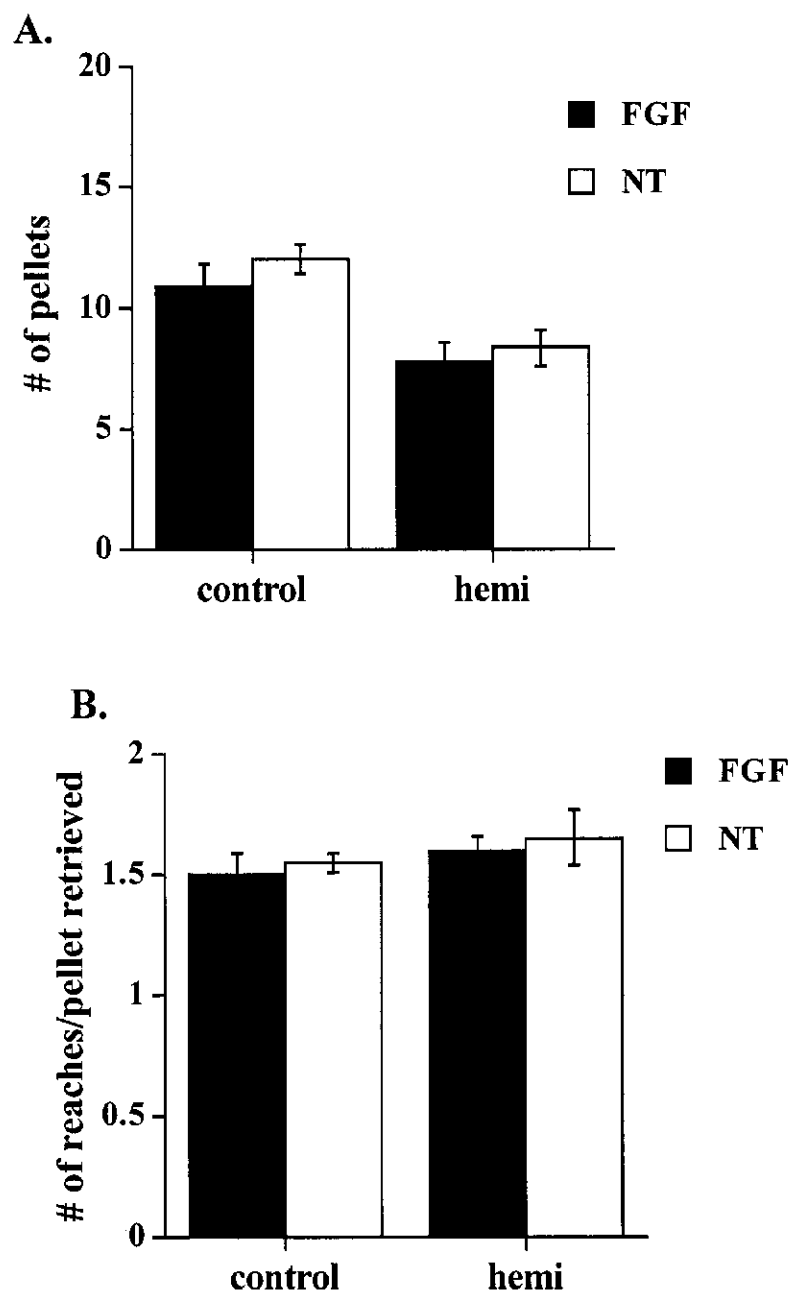 A.
20
15
10
5
0
# of pellets
FGF
NT
control hemi
B.
2
1.5
1
0.5
0
# of reaches/pellet retrieved
FGF
NT
control hemi